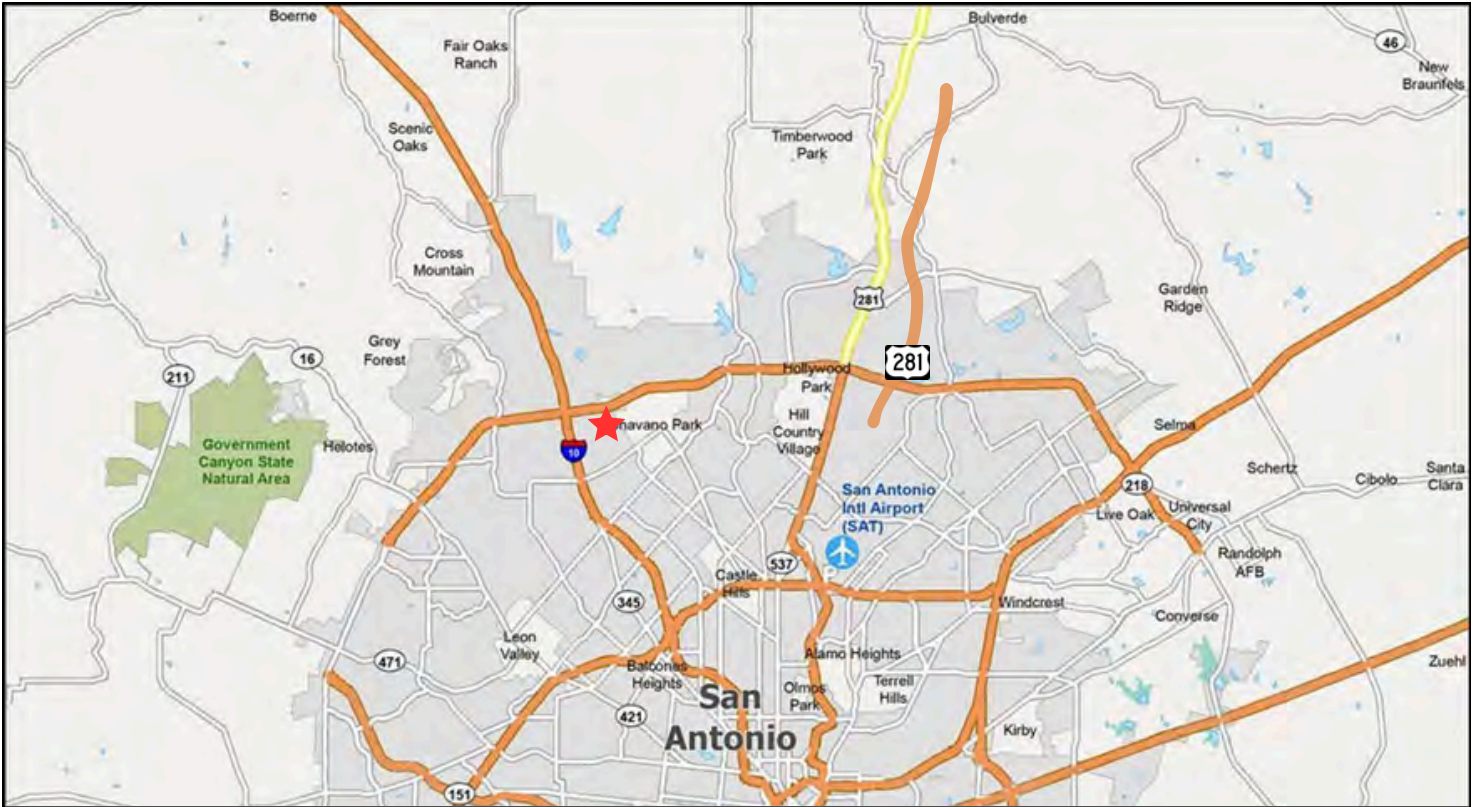 Boerne
Bulverde
Fair Oaks
Ranch
46
New
Braunfels
Scenic
Oaks
Timberwood
Park
Cross
Mountain
281
Garden
Ridge
Grey
Forest
16
211
281
Hollywood
Park
Hill
Country
Village
havano Park
Selma
Government
Canyon State
Natural Area
Helotes
10
Schertz
Cibolo
Santa
Clara
218
San Antonio
Intl Airport
(SAT)
Live Oak
Universal
City
Randolph
AFB
537
Castle
Hills
345
Windcrest
Converse
Leon
Valley
471
Balcones
Heights
Alamo Heights
Zuehl
Olmos
Park
Terrell
Hills
San
Antonio
421
Kirby
151